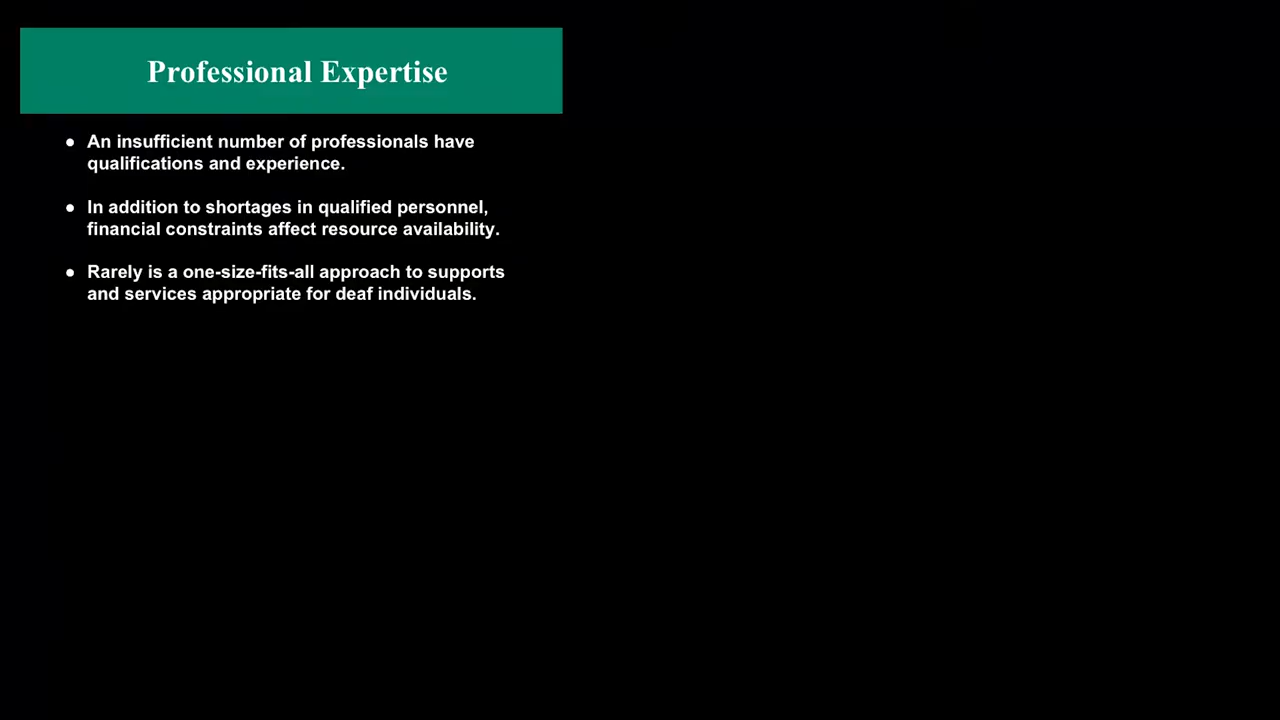 Professional Expertise
● An insufficient number of professionals have
qualifications and experience.
● In addition to shortages in qualified personnel,
financial constraints affect resource availability.
● Rarely is a one-size-fits-all approach to supports
and services appropriate for deaf individuals.